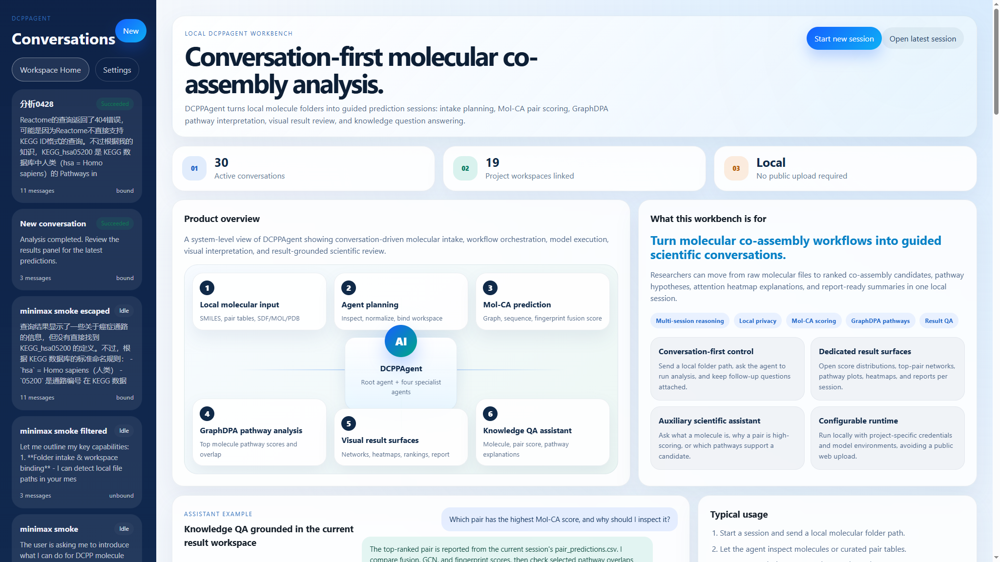 DCPPAGENT
Conversations
New
Workspace Home
Settings
分析0428
Succeeded
Reactome的查询返回了404错误，
可能是因为Reactome不直接支持
KEGG ID格式的查询。不过根据我的
知识，KEGG_hsa05200 是 KEGG 数
据库中人类（hsa = Homo
sapiens）的 Pathways in
11 messages
bound
New conversation
Succeeded
Analysis completed. Review the
results panel for the latest
predictions.
3 messages
bound
minimax smoke escaped
Idle
查询结果显示了一些关于癌症通路
的信息，但没有直接找到
KEGG_hsa05200 的定义。不过，根
据 KEGG 数据库的标准命名规则： -
`hsa` = Homo sapiens（人类） -
`05200` 是通路编号 在 KEGG 数据
11 messages
bound
minimax smoke filtered
Idle
Let me outline my key capabilities:
1. **Folder intake & workspace
binding** - I can detect local file
paths in your mes
3 messages
unbound
minimax smoke
Idle
The user is asking me to introduce
what I can do for DCPP molecule
LOCAL DCPPAGENT WORKBENCH
Conversation-first molecular co-
assembly analysis.
DCPPAgent turns local molecule folders into guided prediction sessions: intake planning, Mol-CA pair scoring, GraphDPA
pathway interpretation, visual result review, and knowledge question answering.
Start new session
Open latest session
01
30
Active conversations
02
19
Project workspaces linked
03
Local
No public upload required
Product overview
A system-level view of DCPPAgent showing conversation-driven molecular intake, workflow orchestration, model execution,
visual interpretation, and result-grounded scientific review.
1
Local molecular input
SMILES, pair tables, SDF/MOL/PDB
2
Agent planning
Inspect, normalize, bind workspace
3
Mol-CA prediction
Graph, sequence, fingerprint fusion score
AI
DCPPAgent
Root agent + four specialist
agents
4
GraphDPA pathway analysis
Top molecule pathway scores and
overlap
5
Visual result surfaces
Networks, heatmaps, rankings, report
6
Knowledge QA assistant
Molecule, pair score, pathway
explanations
What this workbench is for
Turn molecular co-assembly workflows into guided
scientific conversations.
Researchers can move from raw molecular files to ranked co-assembly candidates, pathway
hypotheses, attention heatmap explanations, and report-ready summaries in one local
session.
Multi-session reasoning
Local privacy
Mol-CA scoring
GraphDPA pathways
Result QA
Conversation-first control
Send a local folder path, ask the agent to
run analysis, and keep follow-up questions
attached.
Dedicated result surfaces
Open score distributions, top-pair networks,
pathway plots, heatmaps, and reports per
session.
Auxiliary scientific assistant
Ask what a molecule is, why a pair is high-
scoring, or which pathways support a
candidate.
Configurable runtime
Run locally with project-specific credentials
and model environments, avoiding a public
web upload.
ASSISTANT EXAMPLE
Knowledge QA grounded in the current
result workspace
Which pair has the highest Mol-CA score, and why should I inspect it?
The top-ranked pair is reported from the current session's pair_predictions.csv. I
compare fusion, GCN, and fingerprint scores, then check selected pathway overlaps
Typical usage
1. Start a session and send a local molecular folder path.
2. Let the agent inspect molecules or curated pair tables.